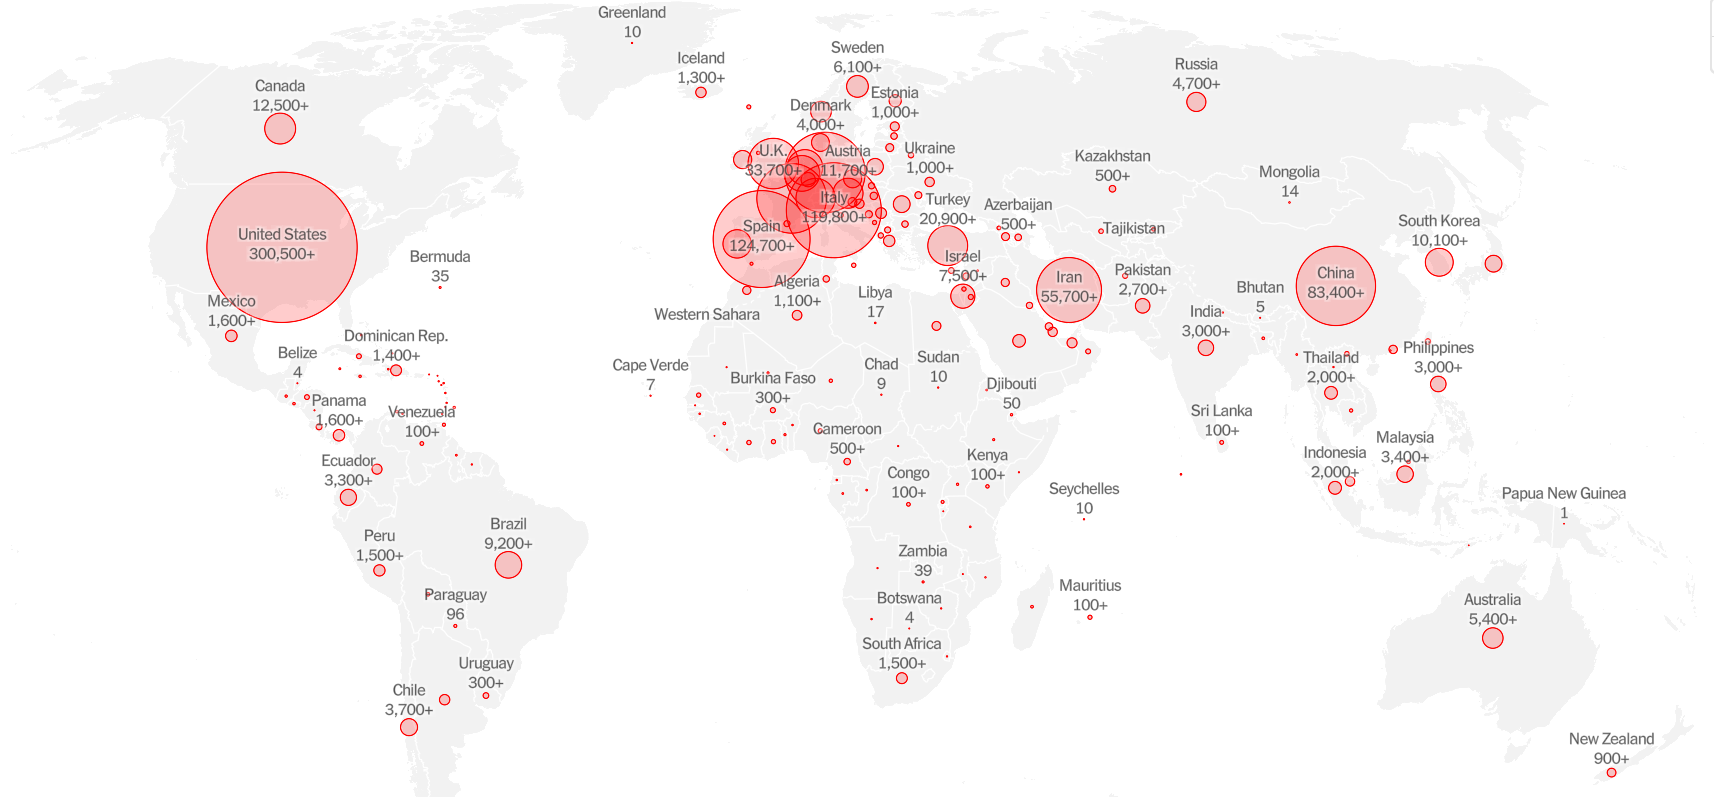 Greenland
10
Iceland
1,300+
Sweden
6,100+
Russia
4,700+
Canada
12,500+
Denmark
4,000+
Estonia
1,000+
U.K.
33,700+
Austria
11,700+
Ukraine
1,000+
Kazakhstan
500+
Mongolia
14
Italy
119,800+
Turkey
20,900+
Azerbaijan
500+
Tajikistan
South Korea
10,100+
United States
300,500+
Spain
124,700+
Bermuda
35
Israel
7,500+
Iran
55,700+
Pakistan
2,700+
China
83,400+
Algeria
1,100+
Libya
17
Bhutan
5
Mexico
1,600+
Western Sahara
India
3,000+
Dominican Rep.
1,400+
Belize
4
Cape Verde
7
Burkina Faso
300+
Chad
9
Sudan
10
Djibouti
50
Thailand
2,000+
Philippines
3,000+
Panama
1,600+
Venezuela
100+
Cameroon
500+
Sri Lanka
100+
Malaysia
3,400+
Ecuador
3,300+
Congo
100+
Kenya
100+
Indonesia
2,000+
Seychelles
10
Papua New Guinea
1
Brazil
9,200+
Peru
1,500+
Zambia
39
Paraguay
96
Botswana
4
Mauritius
100+
Australia
5,400+
South Africa
1,500+
Uruguay
300+
Chile
3,700+
New Zealand
900+